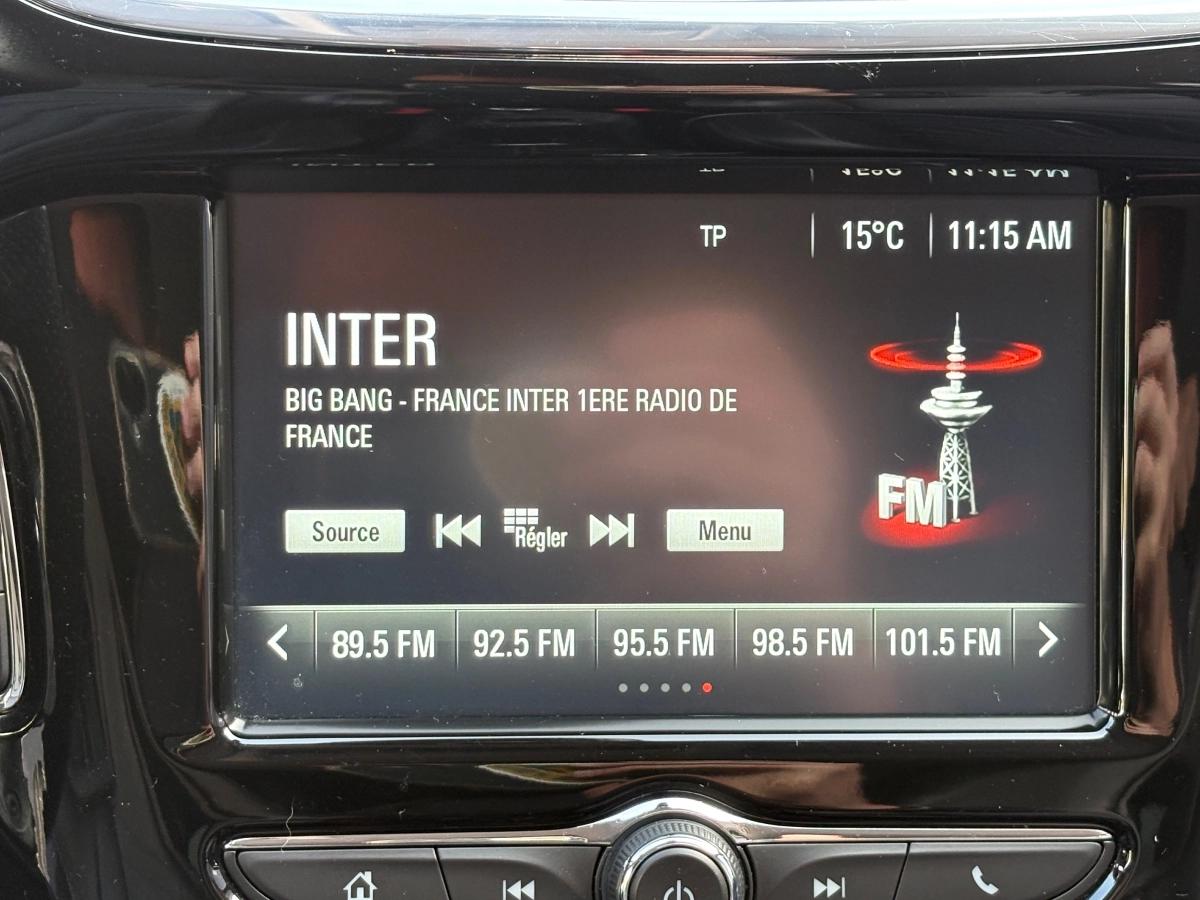 TP 15°C 11:15 AM
INTER
BIG BANG - FRANCE INTER 1ERE RADIO DE
FRANCE
FM
Source Régler Menu
89.5 FM 92.5 FM 95.5 FM 98.5 FM 101.5 FM